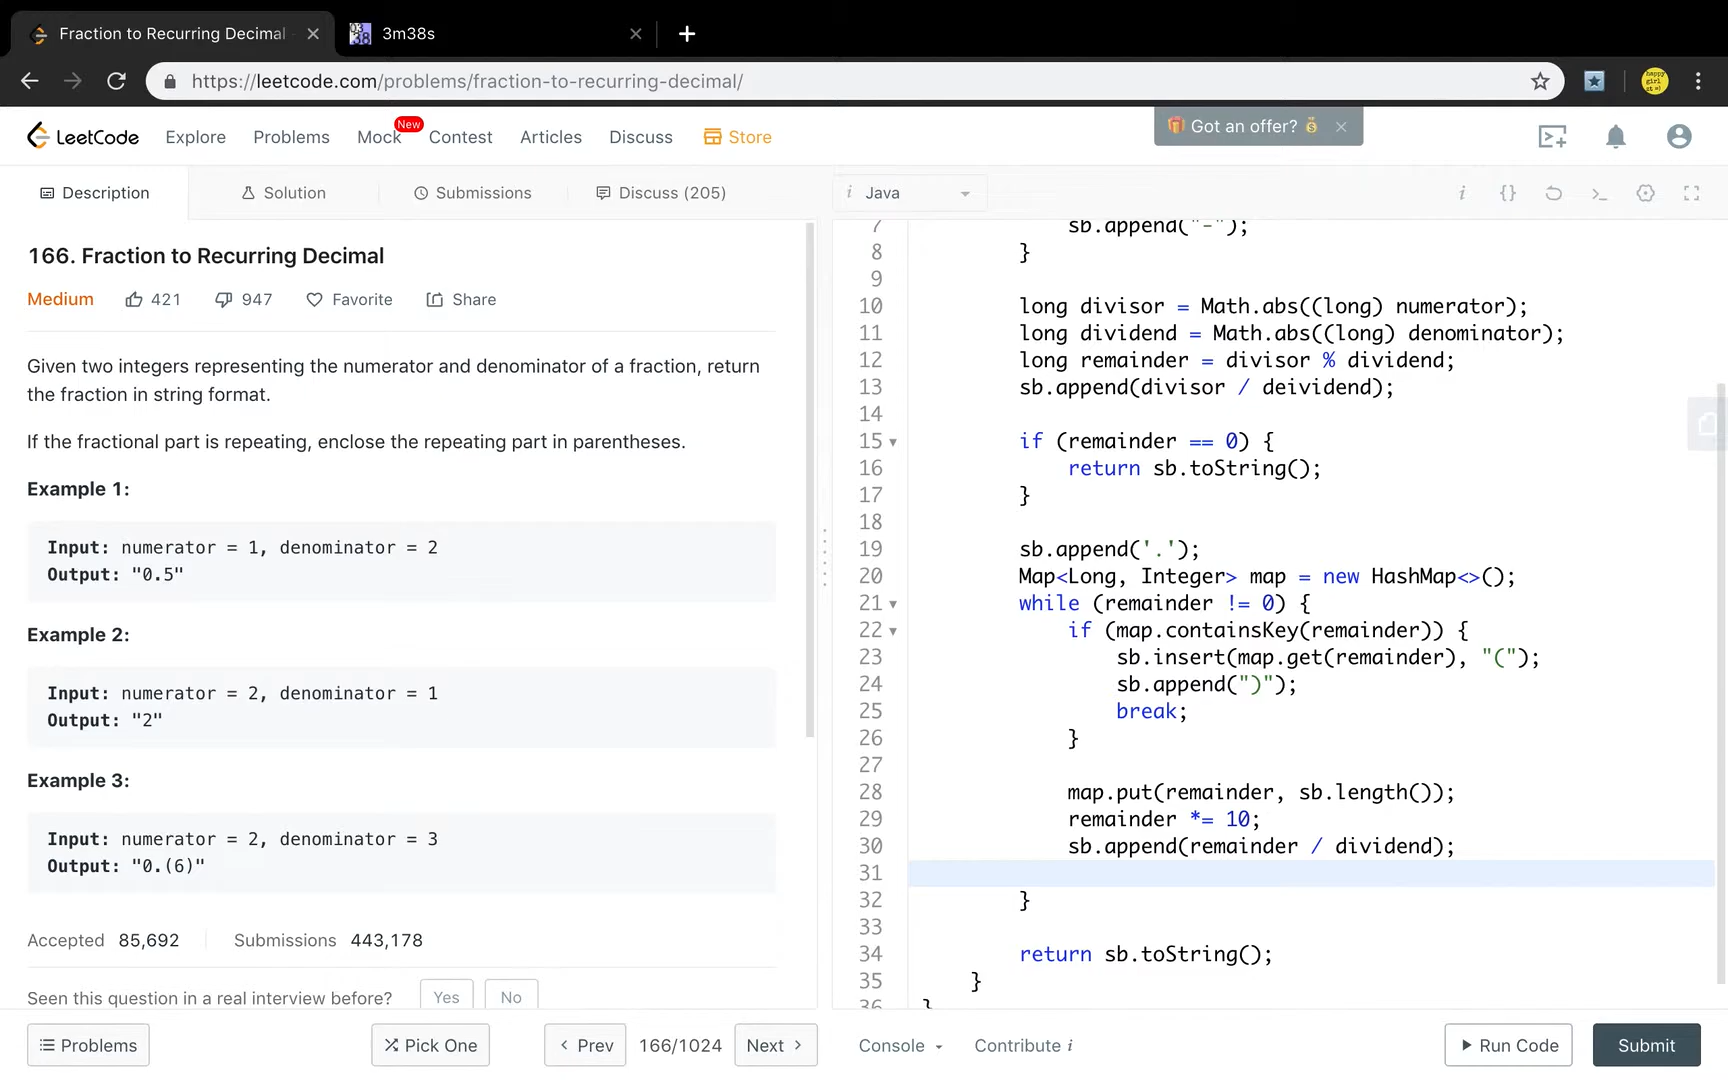 Fraction to Recurring Decimal
3m38s
https://leetcode.com/problems/fraction-to-recurring-decimal/
LeetCode
Explore
Problems
Mock
New
Contest
Articles
Discuss
Store
Got an offer?
Description
Solution
Submissions
Discuss (205)
i Java
166. Fraction to Recurring Decimal
Medium
421
947
Favorite
Share
Given two integers representing the numerator and denominator of a fraction, return
the fraction in string format.
If the fractional part is repeating, enclose the repeating part in parentheses.
Example 1:
Input: numerator = 1, denominator = 2
Output: "0.5"
Example 2:
Input: numerator = 2, denominator = 1
Output: "2"
Example 3:
Input: numerator = 2, denominator = 3
Output: "0.(6)"
Accepted 85,692
Submissions 443,178
Seen this question in a real interview before?
Yes
No
7 sb.append("-");
8 }
9
10 long divisor = Math.abs((long) numerator);
11 long dividend = Math.abs((long) denominator);
12 long remainder = divisor % dividend;
13 sb.append(divisor / deividend);
14
15 if (remainder == 0) {
16 return sb.toString();
17 }
18
19 sb.append('.');
20 Map<Long, Integer> map = new HashMap<>();
21 while (remainder != 0) {
22 if (map.containsKey(remainder)) {
23 sb.insert(map.get(remainder), "(");
24 sb.append(")");
25 break;
26 }
27
28 map.put(remainder, sb.length());
29 remainder *= 10;
30 sb.append(remainder / dividend);
31
32 }
33
34 return sb.toString();
35 }
36 }
Problems
Pick One
Prev
166/1024
Next
Console
Contribute i
Run Code
Submit